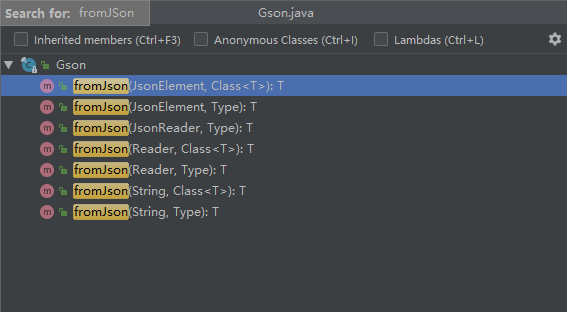 Search for: fromJSon Gson.java
Inherited members (Ctrl+F3) Anonymous Classes (Ctrl+I) Lambdas (Ctrl+L)
Gson
fromJson(JsonElement, Class<T>): T
fromJson(JsonElement, Type): T
fromJson(JsonReader, Type): T
fromJson(Reader, Class<T>): T
fromJson(Reader, Type): T
fromJson(String, Class<T>): T
fromJson(String, Type): T